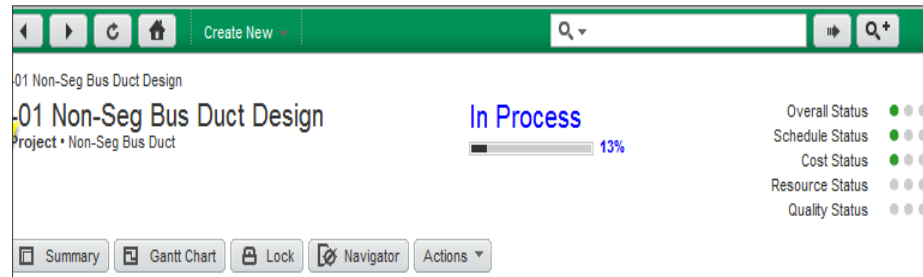 Create New
-01 Non-Seg Bus Duct Design
-01 Non-Seg Bus Duct Design
Project • Non-Seg Bus Duct
In Process
13%
Overall Status
Schedule Status
Cost Status
Resource Status
Quality Status
Summary
Gantt Chart
Lock
Navigator
Actions